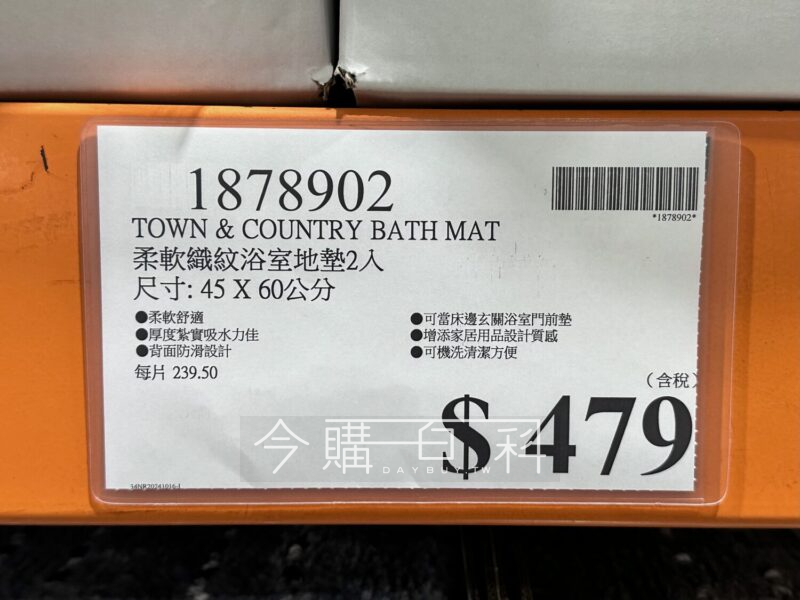 1878902
*1878902*
TOWN & COUNTRY BATH MAT
柔軟織紋浴室地墊2入
尺寸: 45 X 60公分
●柔軟舒適
●厚度紮實吸水力佳
●背面防滑設計
每片 239.50
●可當床邊玄關浴室門前墊
●增添家居用品設計質感
●可機洗清潔方便
(含稅)
$ 479
今購百科
DAYBUY.TW